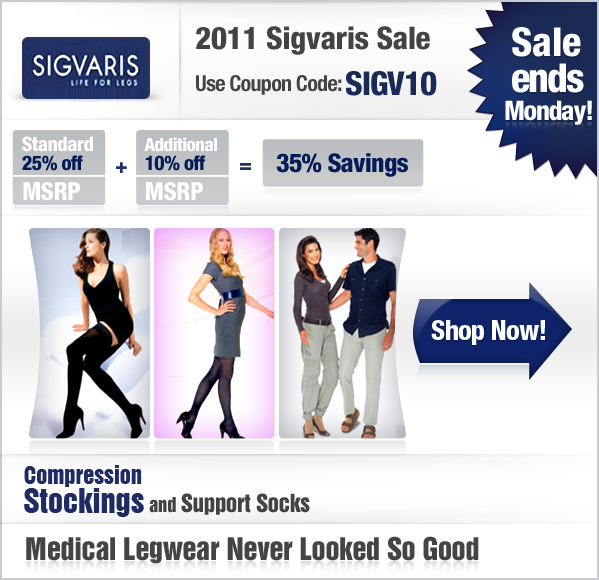 SIGVARIS
LIFE FOR LEGS
2011 Sigvaris Sale
Use Coupon Code: SIGV10
Sale
ends
Monday!
Standard
25% off
MSRP
+
Additional
10% off
MSRP
=
35% Savings
Shop Now!
Compression
Stockings and Support Socks
Medical Legwear Never Looked So Good